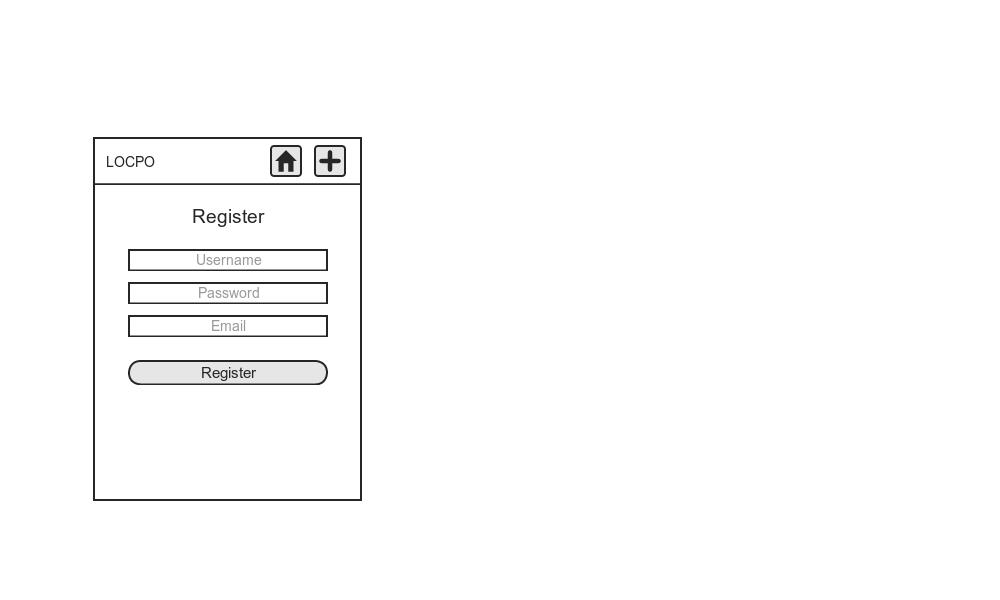 LOCPO
Register
Username
Password
Email
Register